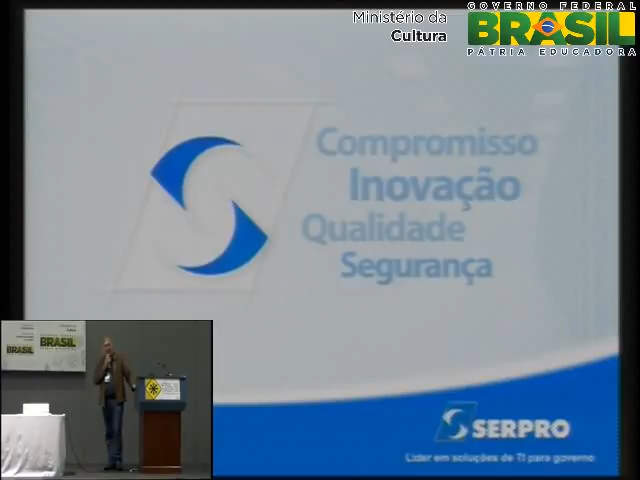 Ministério da
Cultura
GOVERNO FEDERAL
BRASIL
PÁTRIA EDUCADORA
Compromisso
Inovação
Qualidade
Segurança
BRASIL
BRASIL
SERPRO
Líder em soluções de TI para governo